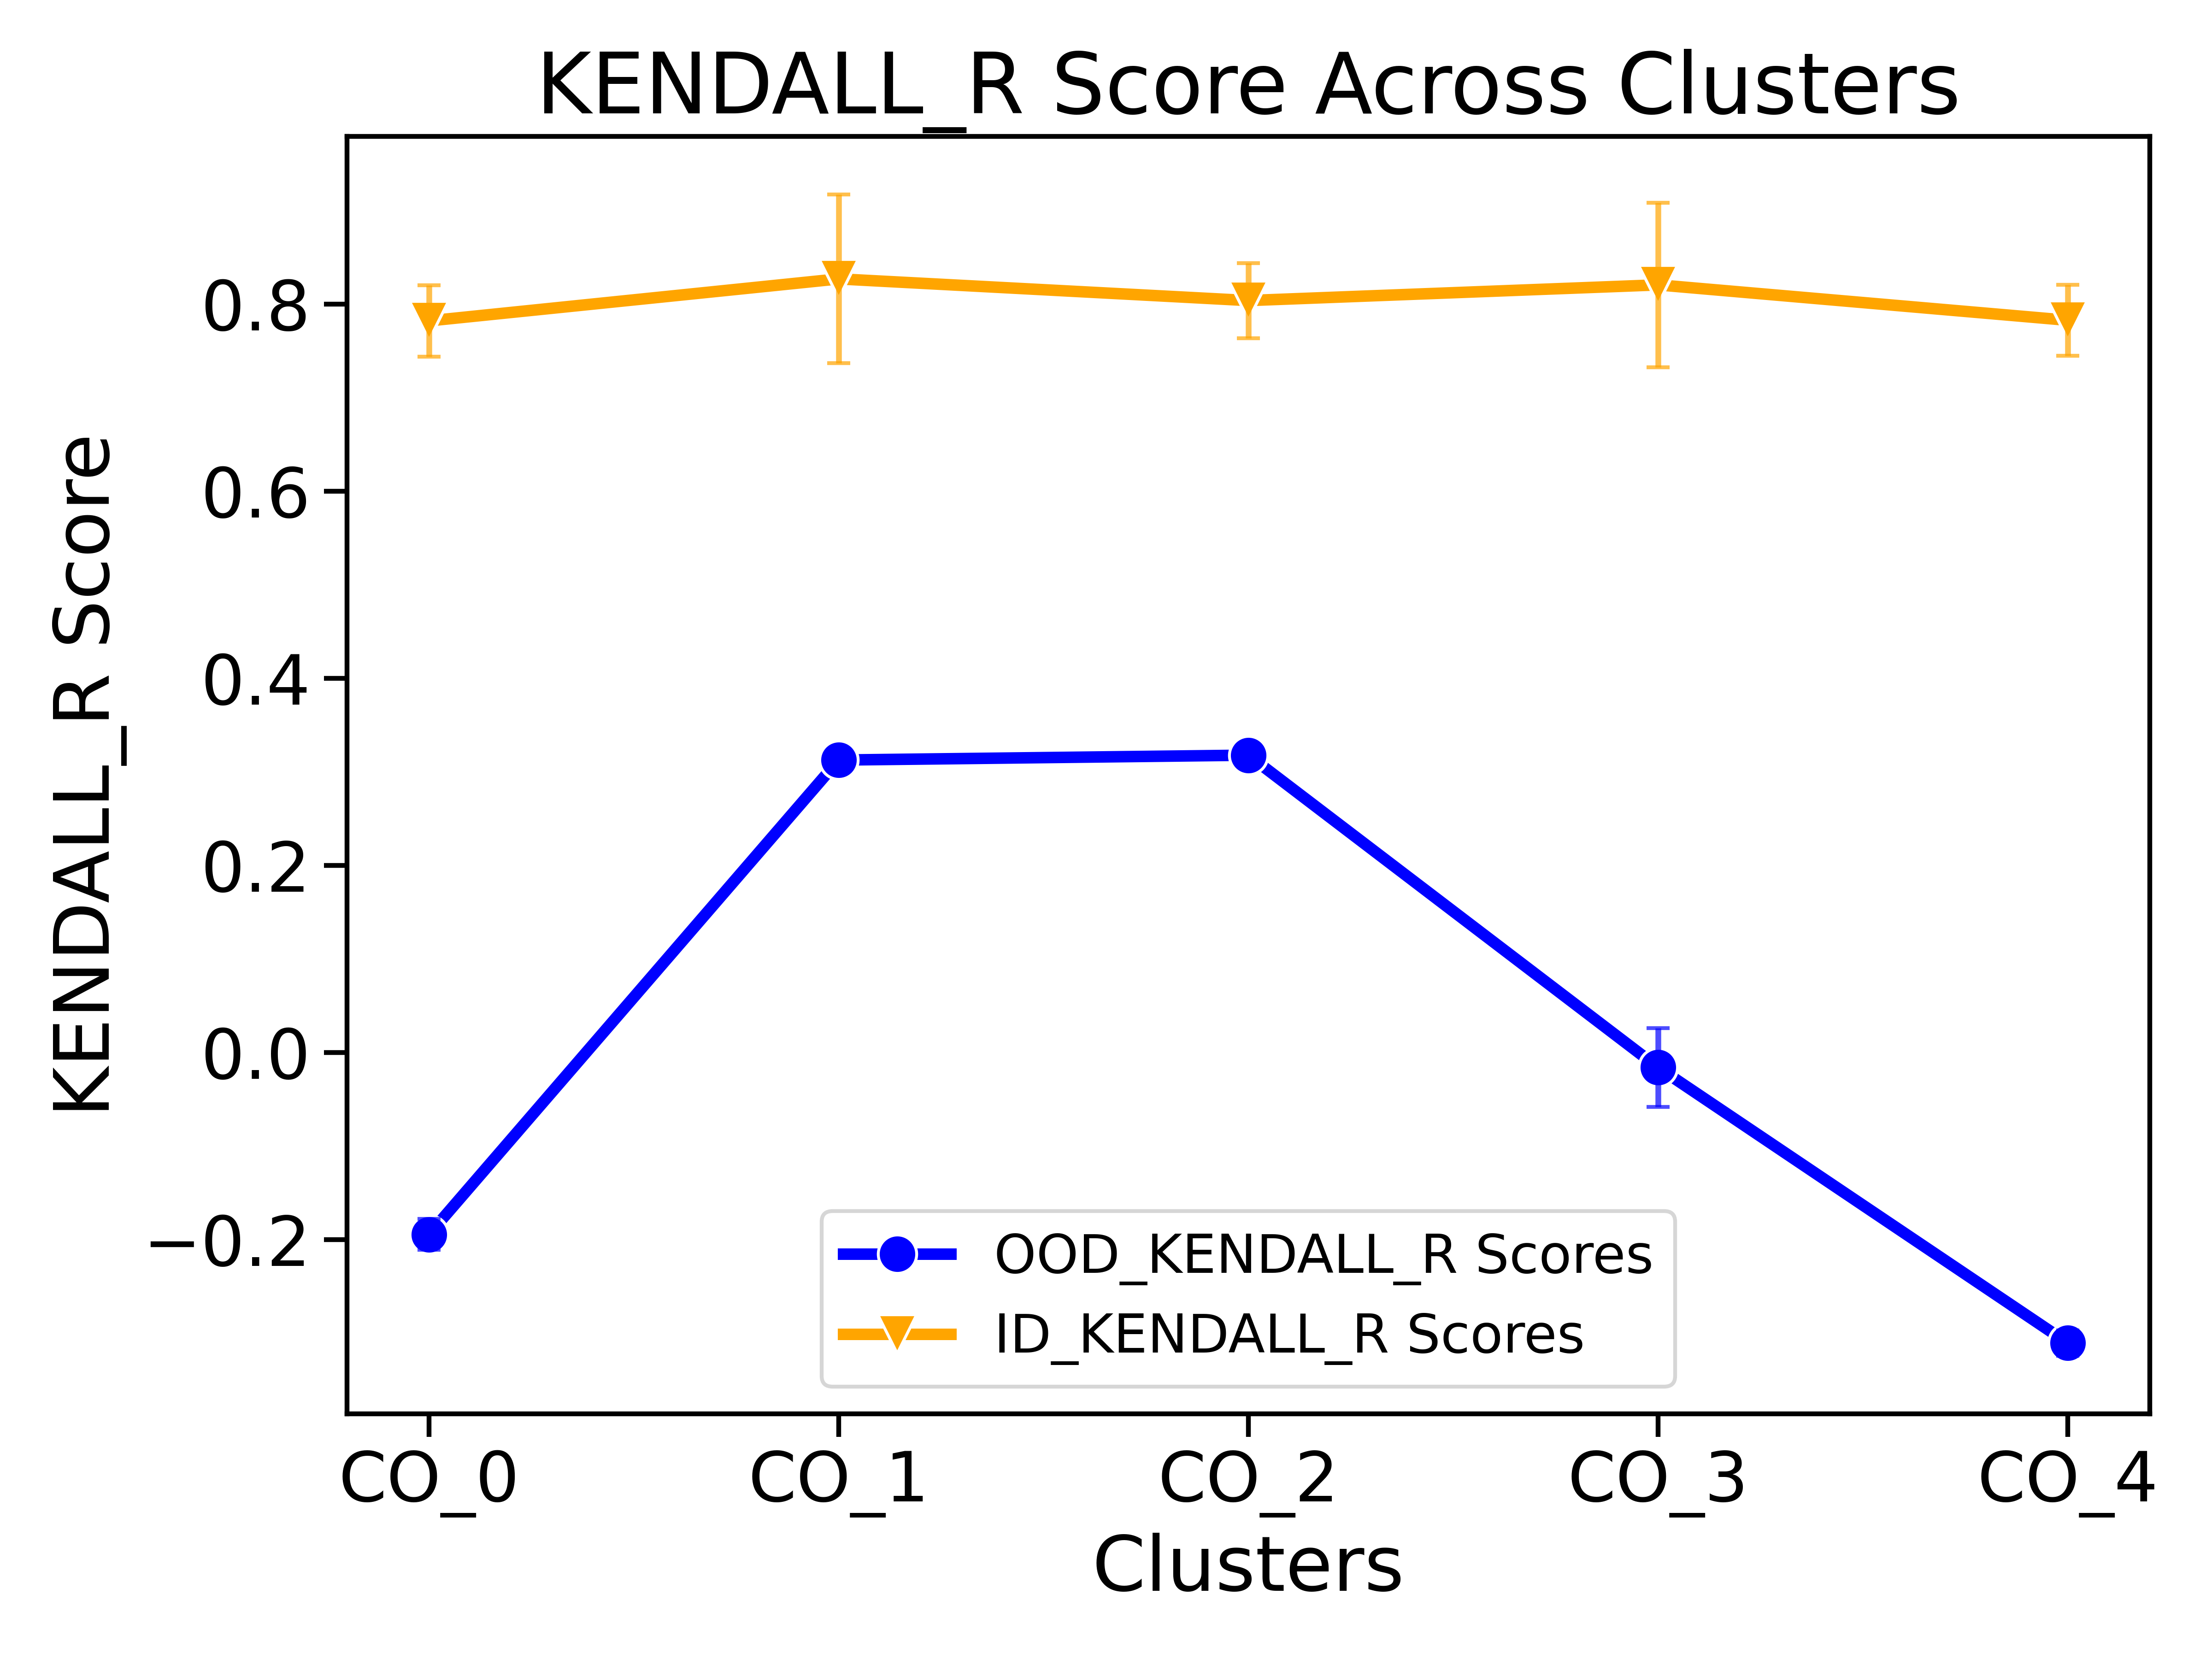 KENDALL_R Score Across Clusters
KENDALL_R Score
0.8
0.6
0.4
0.2
0.0
−0.2
OOD_KENDALL_R Scores
ID_KENDALL_R Scores
CO_0 CO_1 CO_2 CO_3 CO_4
Clusters